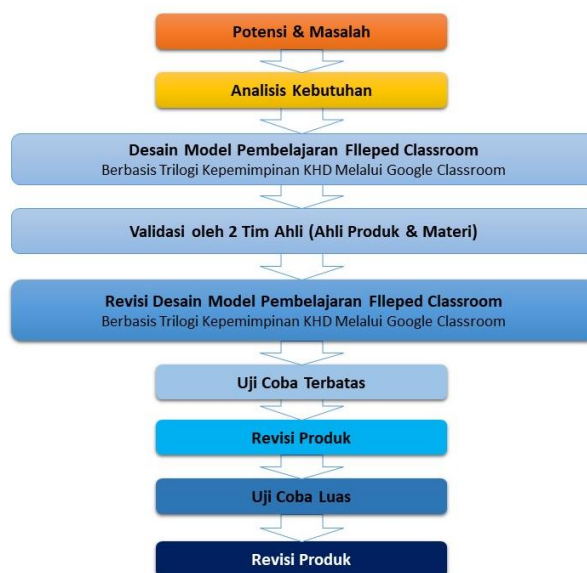 Potensi & Masalah
Analisis Kebutuhan
Desain Model Pembelajaran Flleped Classroom
Berbasis Trilogi Kepemimpinan KHD Melalui Google Classroom
Validasi oleh 2 Tim Ahli (Ahli Produk & Materi)
Revisi Desain Model Pembelajaran Flleped Classroom
Berbasis Trilogi Kepemimpinan KHD Melalui Google Classroom
Uji Coba Terbatas
Revisi Produk
Uji Coba Luas
Revisi Produk